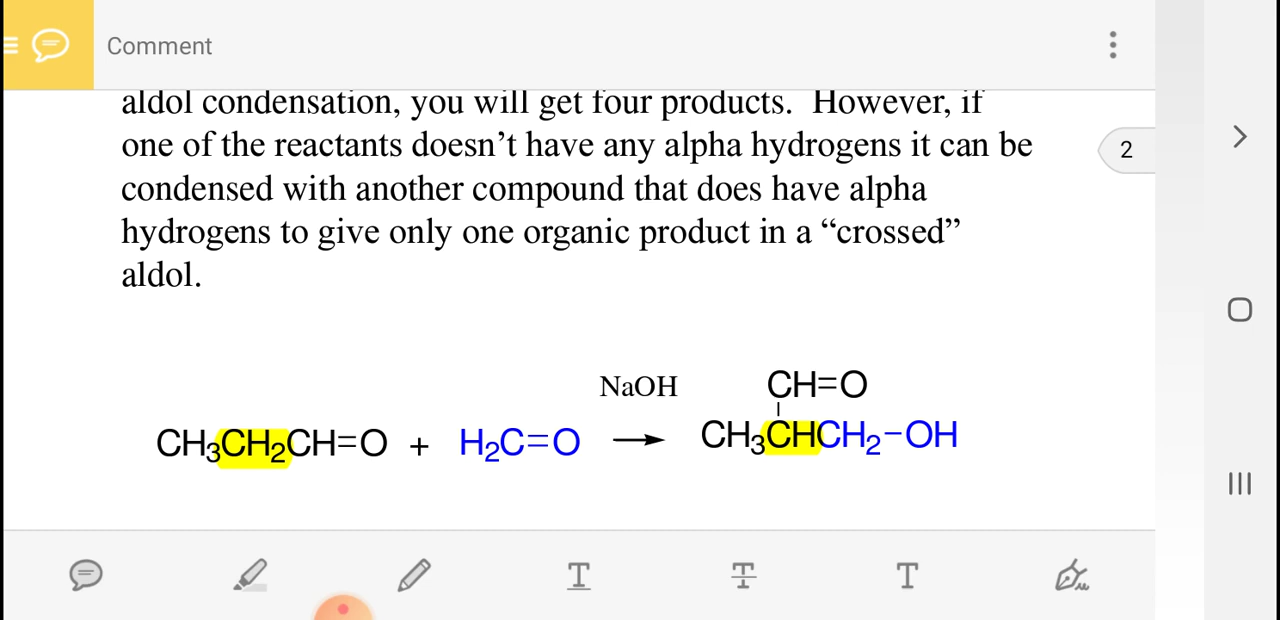 Comment
aldol condensation, you will get four products. However, if
one of the reactants doesn't have any alpha hydrogens it can be
2
condensed with another compound that does have alpha
hydrogens to give only one organic product in a “crossed”
aldol.
NaOH
CH=O
CH₃CH₂CH=O + H₂C=O → CH₃CHCH₂−OH
T
T
T